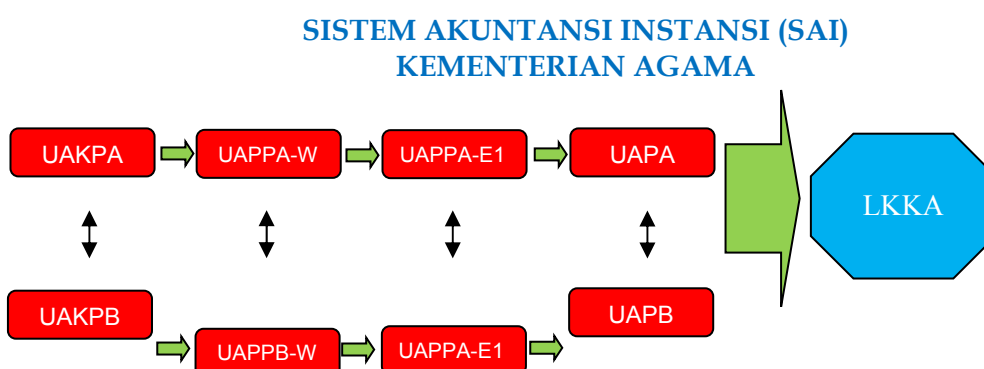 SISTEM AKUNTANSI INSTANSI (SAI)
KEMENTERIAN AGAMA
UAKPA
UAPPA-W
UAPPA-E1
UAPA
LKKA
UAKPB
UAPPB-W
UAPPA-E1
UAPB